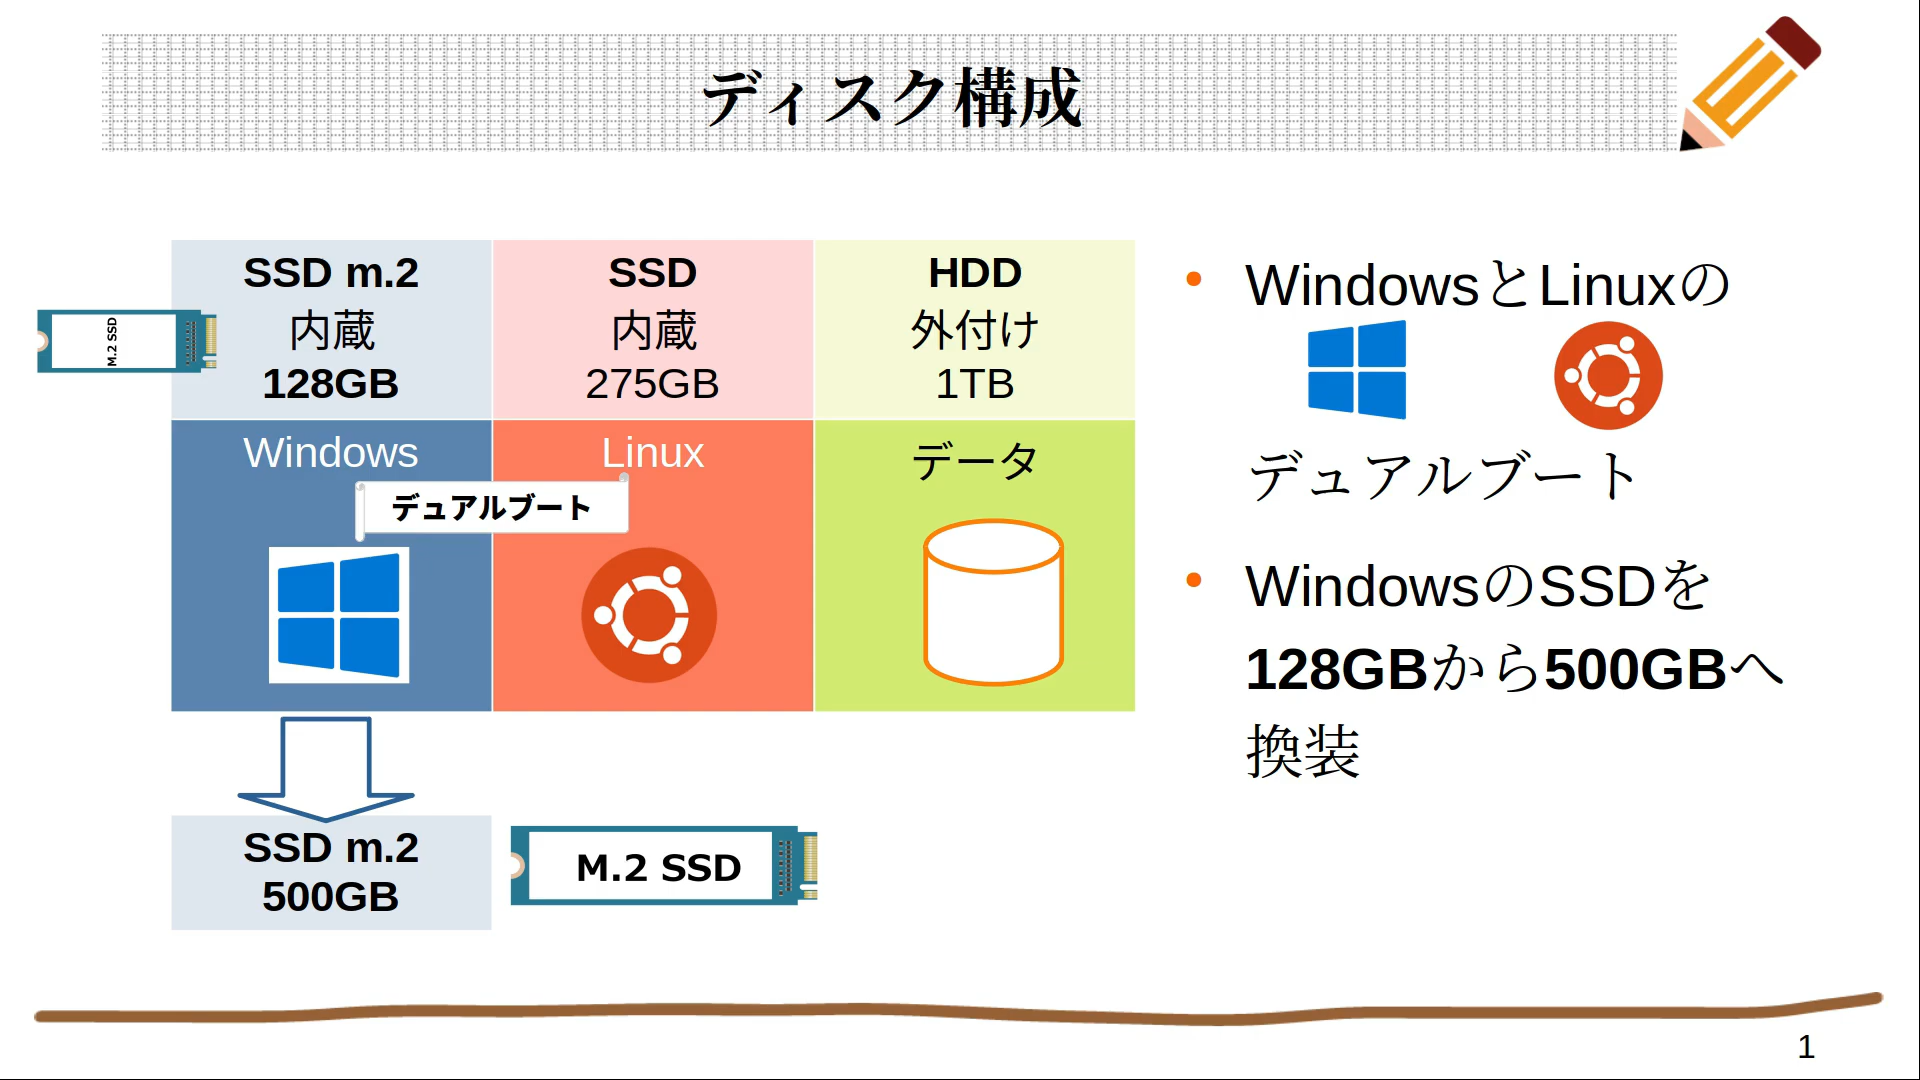 ディスク構成
SSD m.2
内蔵
128GB
SSD
内蔵
275GB
HDD
外付け
1TB
M.2 SSD
Windows
Linux
データ
デュアルブート
SSD m.2
500GB
M.2 SSD
• WindowsとLinuxの
デュアルブート
• WindowsのSSDを
128GBから500GBへ
換装
1